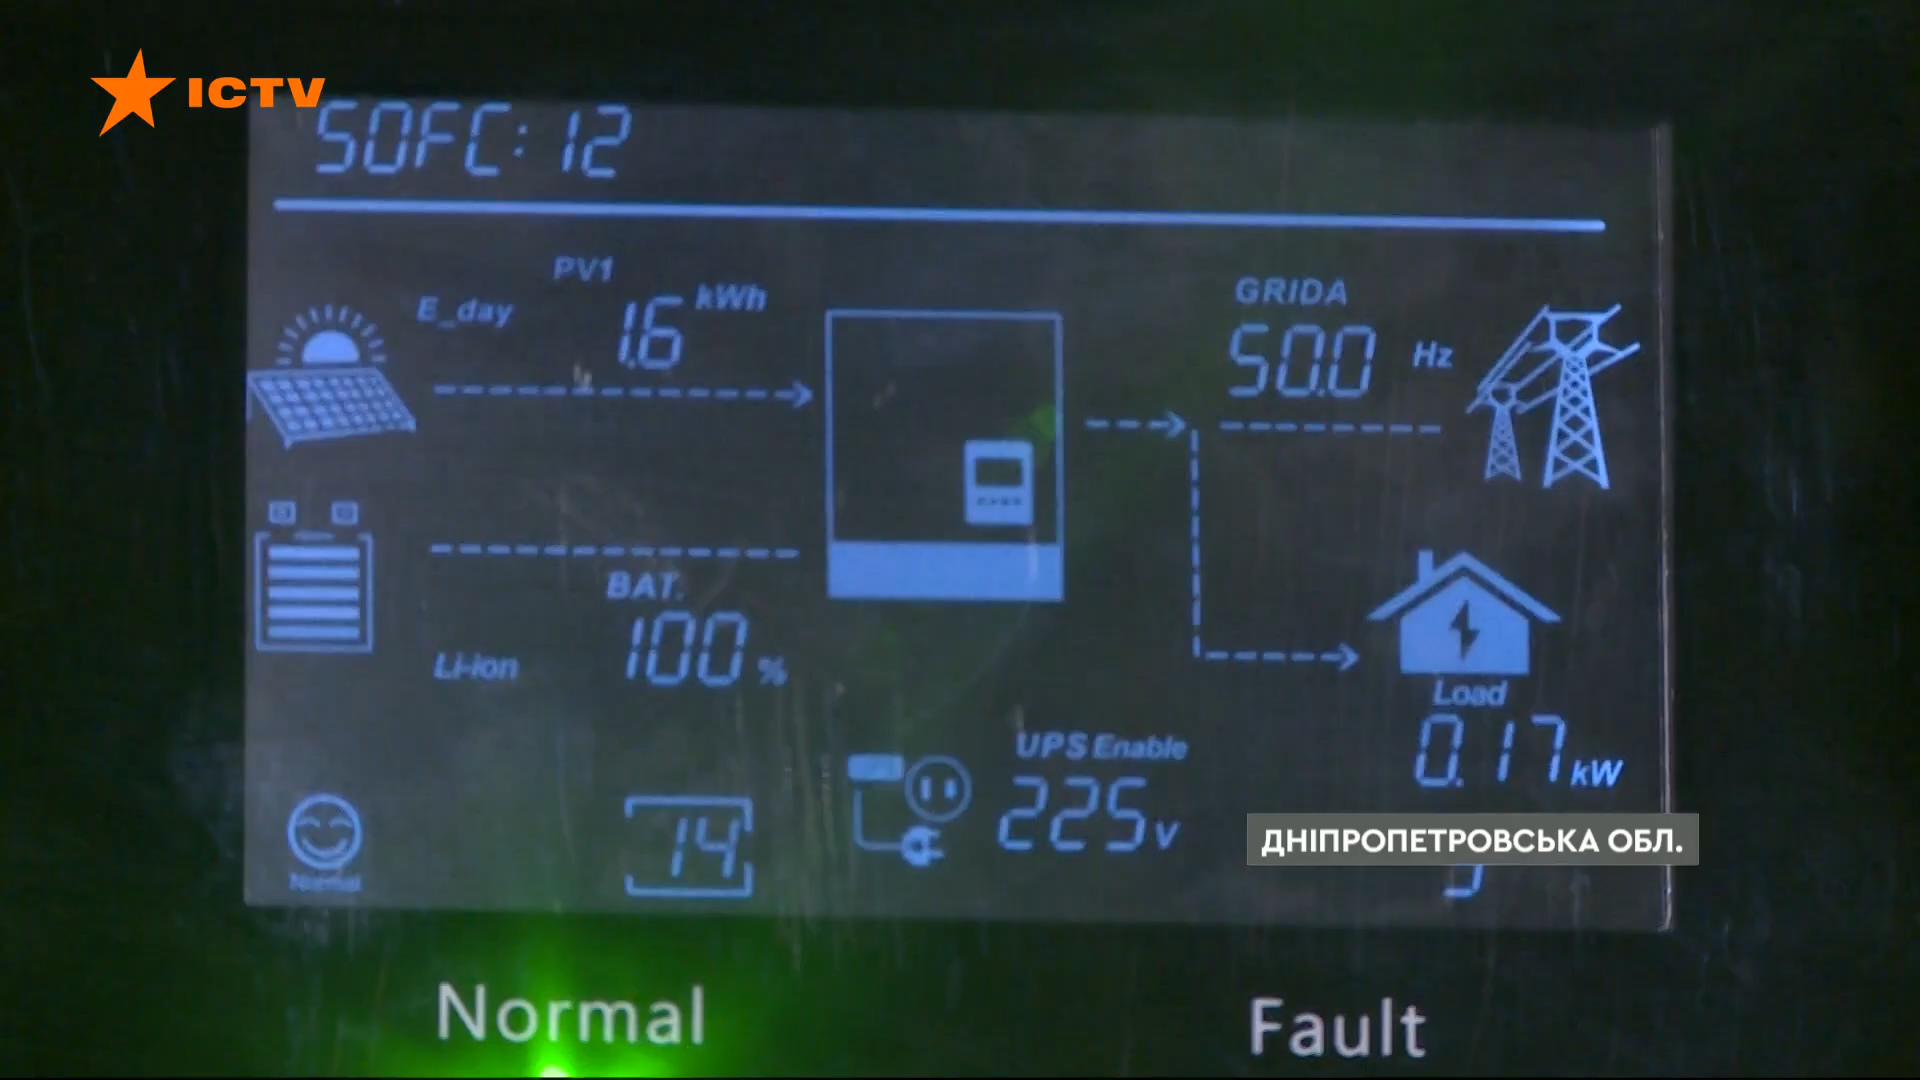 ICTV
SOFC:12
PV1
E_day 1.6 kWh
GRIDA
50.0 Hz
BAT.
Li-ion 100 %
Load
0.17 kW
UPS Enable
225 V
Normal
14
ДНІПРОПЕТРОВСЬКА ОБЛ.
Normal Fault